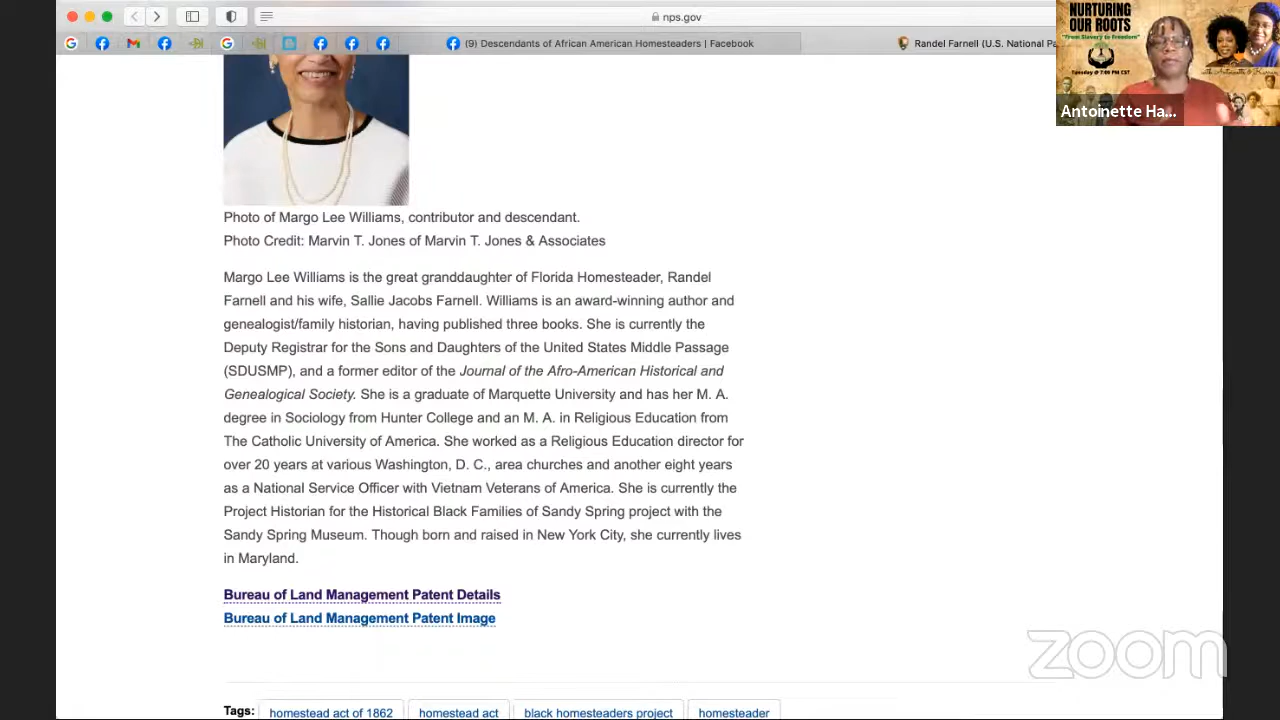 nps.gov
(9) Descendants of African American Homesteaders | Facebook
Randel Farnell (U.S. National Pa
NURTURING
OUR ROOTS
"From Slavery to Freedom"
Tuesday @ 7:00 PM CST
Antoinette Ha...
Photo of Margo Lee Williams, contributor and descendant.
Photo Credit: Marvin T. Jones of Marvin T. Jones & Associates
Margo Lee Williams is the great granddaughter of Florida Homesteader, Randel
Farnell and his wife, Sallie Jacobs Farnell. Williams is an award-winning author and
genealogist/family historian, having published three books. She is currently the
Deputy Registrar for the Sons and Daughters of the United States Middle Passage
(SDUSMP), and a former editor of the Journal of the Afro-American Historical and
Genealogical Society. She is a graduate of Marquette University and has her M. A.
degree in Sociology from Hunter College and an M. A. in Religious Education from
The Catholic University of America. She worked as a Religious Education director for
over 20 years at various Washington, D. C., area churches and another eight years
as a National Service Officer with Vietnam Veterans of America. She is currently the
Project Historian for the Historical Black Families of Sandy Spring project with the
Sandy Spring Museum. Though born and raised in New York City, she currently lives
in Maryland.
Bureau of Land Management Patent Details
Bureau of Land Management Patent Image
zoom
Tags: homestead act of 1862 homestead act black homesteaders project homesteader